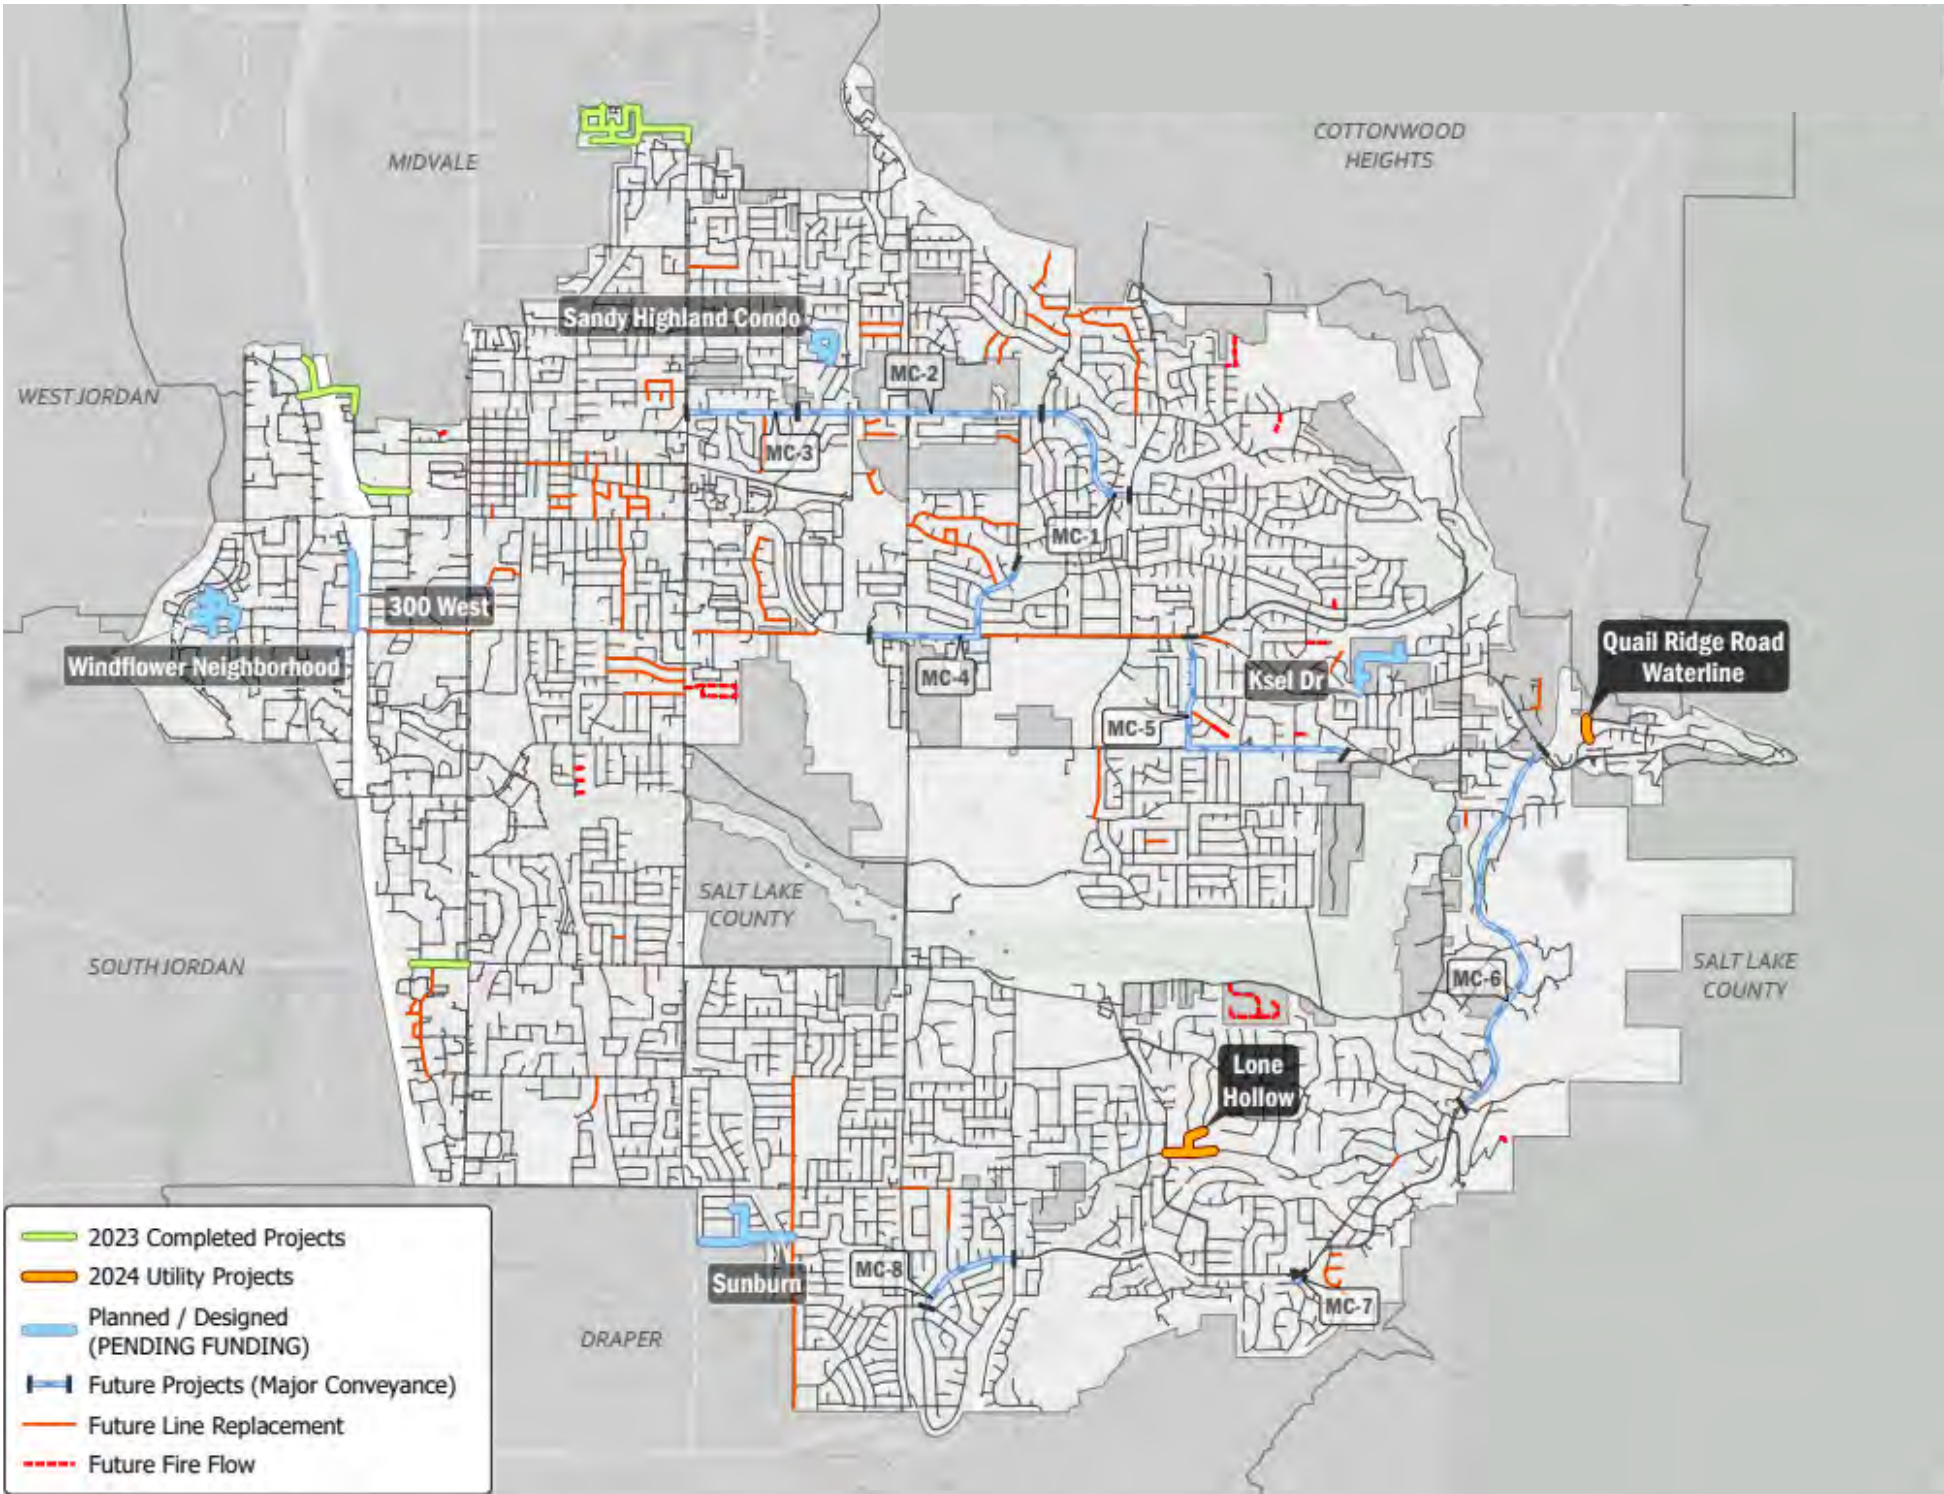 COTTONWOOD
HEIGHTS
MIDVALE
Sandy Highland Condo
MC-2
WEST JORDAN
MC-3
MC-1
300 West
Windflower Neighborhood
Quail Ridge Road
Waterline
MC-4
Ksel Dr
MC-5
SALT LAKE
COUNTY
SOUTH JORDAN
MC-6
SALT LAKE
COUNTY
Lone
Hollow
MC-8
Sunburn
MC-7
DRAPER
2023 Completed Projects
2024 Utility Projects
Planned / Designed
(PENDING FUNDING)
Future Projects (Major Conveyance)
Future Line Replacement
Future Fire Flow